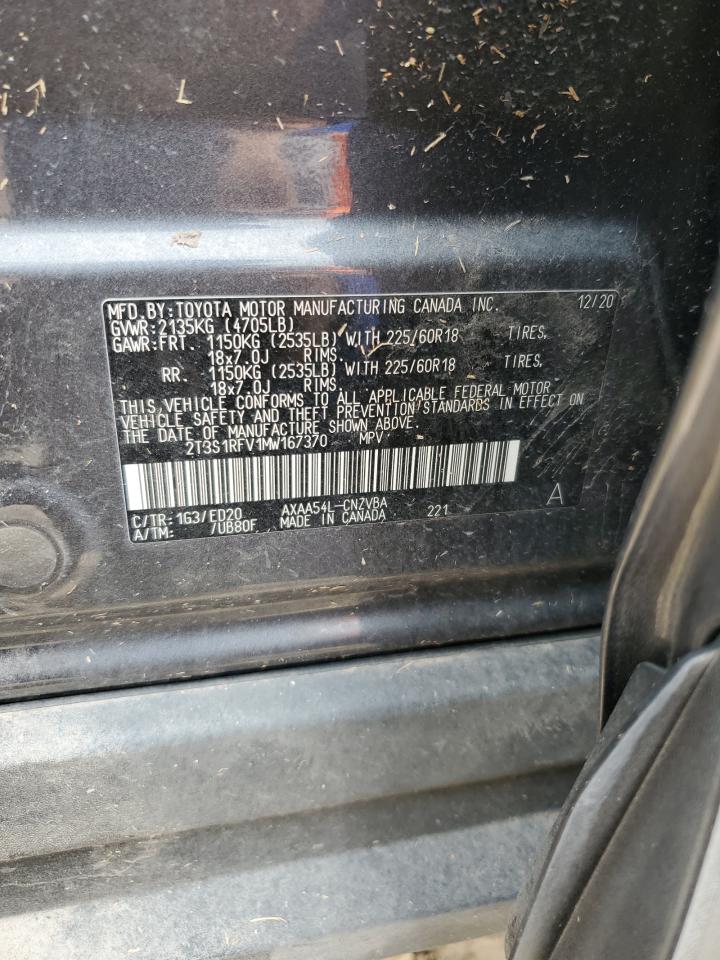 MFD.BY:TOYOTA MOTOR MANUFACTURING CANADA INC. 12/20
GVWR:2135KG (4705LB)
GAWR:FRT. 1150KG (2535LB) WITH 225/60R18 TIRES,
18x7.0J RIMS.
RR. 1150KG (2535LB) WITH 225/60R18 TIRES,
18x7.0J RIMS.
THIS VEHICLE CONFORMS TO ALL APPLICABLE FEDERAL MOTOR
VEHICLE SAFETY AND THEFT PREVENTION STANDARDS IN EFFECT ON
THE DATE OF MANUFACTURE SHOWN ABOVE.
2T3S1RFV1MW167370 MPV
C/TR:1G3/ED20 AXAA54L-CNZVBA 221 A
A/TM: /UB80F MADE IN CANADA